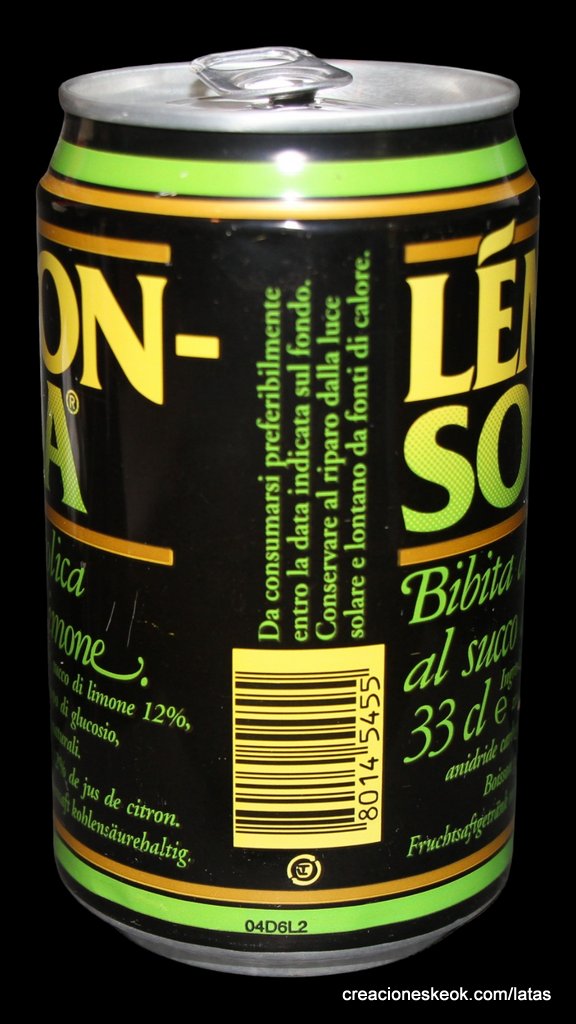 ON-
A®
lica
mone.
succo di limone 12%,
di glucosio,
turali.
% de jus de citron.
kohlensäurehaltig.
Da consumarsi preferibilmente
entro la data indicata sul fondo.
Conservare al riparo dalla luce
solare e lontano da fonti di calore.
8014 5455
04D6L2
LÉM
SO
Bibita
al succo
33 cl e
anidride
Fruchtsaftgeträn
creacioneskeok.com/latas